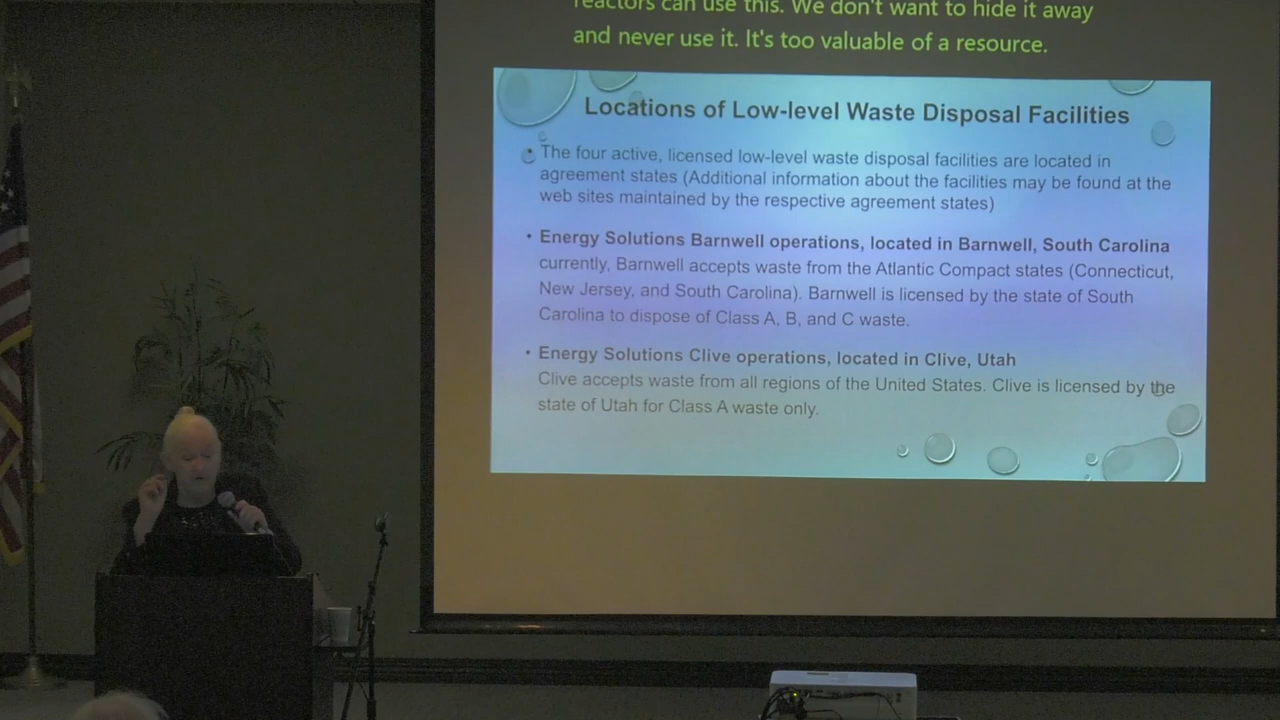 reactors can use this. We don't want to hide it away
and never use it. It's too valuable of a resource.
Locations of Low-level Waste Disposal Facilities
• The four active, licensed low-level waste disposal facilities are located in
agreement states (Additional information about the facilities may be found at the
web sites maintained by the respective agreement states)
• Energy Solutions Barnwell operations, located in Barnwell, South Carolina
currently, Barnwell accepts waste from the Atlantic Compact states (Connecticut,
New Jersey, and South Carolina). Barnwell is licensed by the state of South
Carolina to dispose of Class A, B, and C waste.
• Energy Solutions Clive operations, located in Clive, Utah
Clive accepts waste from all regions of the United States. Clive is licensed by the
state of Utah for Class A waste only.